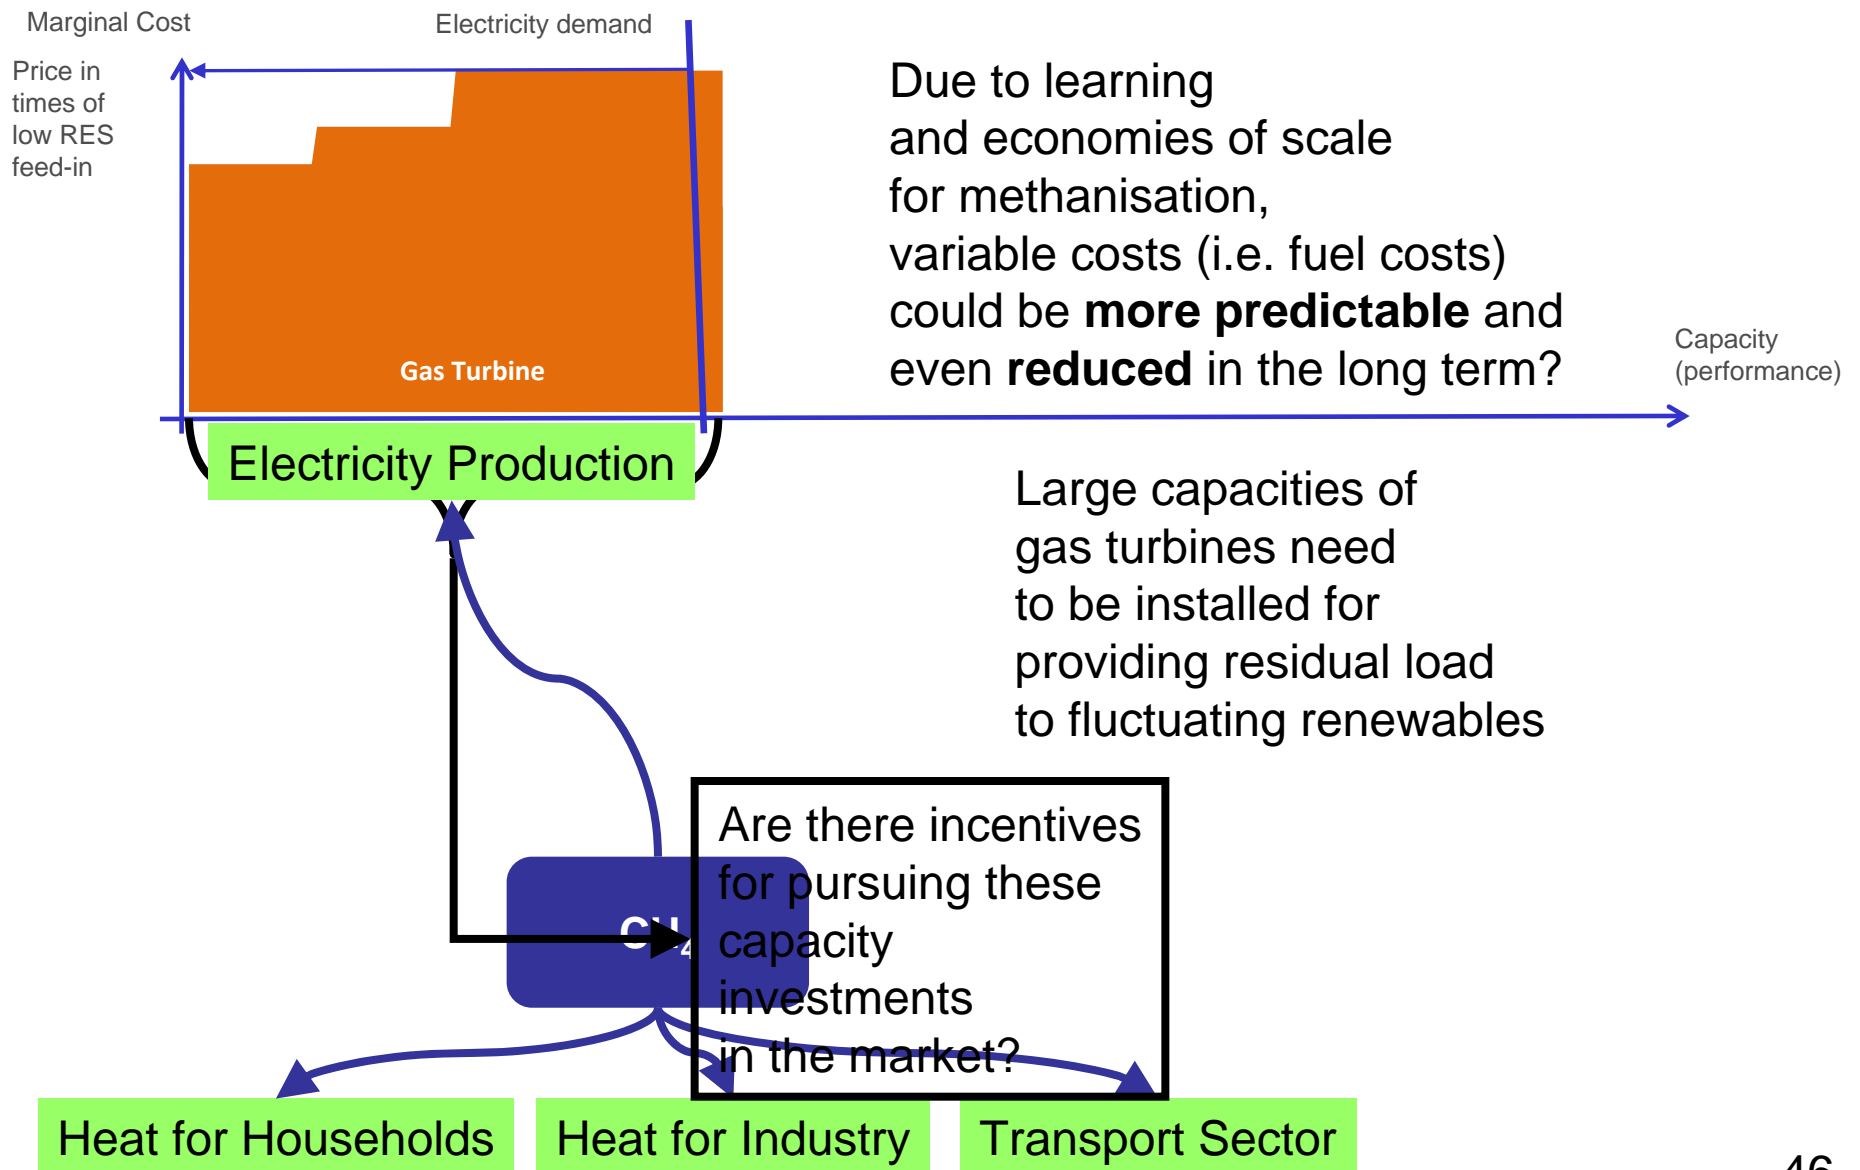 Marginal Cost
Electricity demand
Price in
times of
low RES
feed-in
Due to learning
and economies of scale
for methanisation,
variable costs (i.e. fuel costs)
could be more predictable and
even reduced in the long term?
Gas Turbine
Capacity
(performance)
Electricity Production
Large capacities of
gas turbines need
to be installed for
providing residual load
to fluctuating renewables
Are there incentives
for pursuing these
capacity
investments
in the market?
CH₄
Heat for Households
Heat for Industry
Transport Sector
46